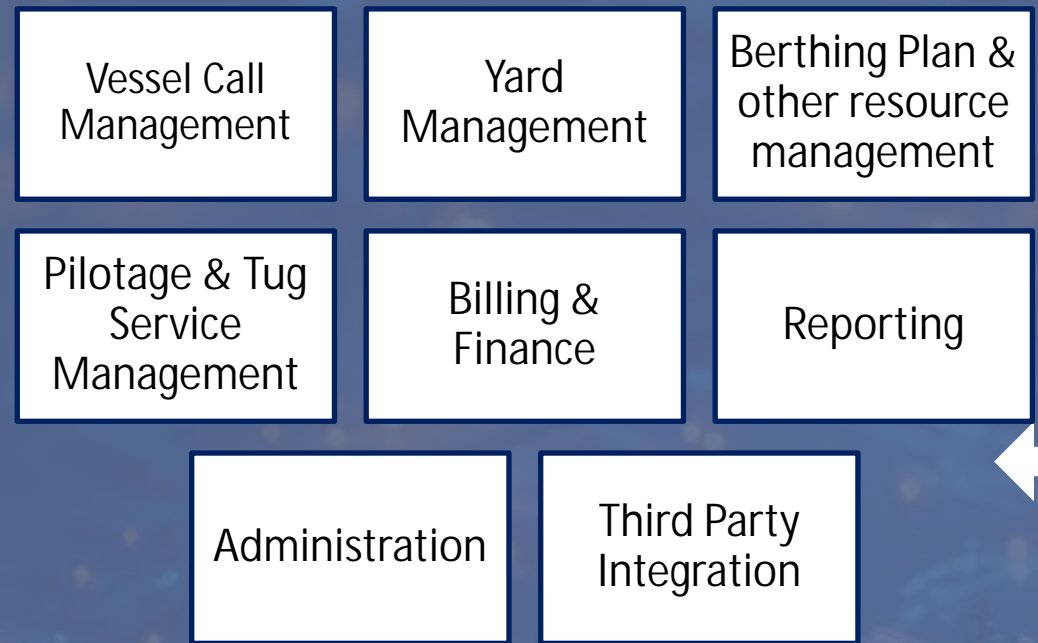 Vessel Call
Management
Yard
Management
Berthing Plan &
other resource
management
Pilotage & Tug
Service
Management
Billing &
Finance
Reporting
Administration
Third Party
Integration